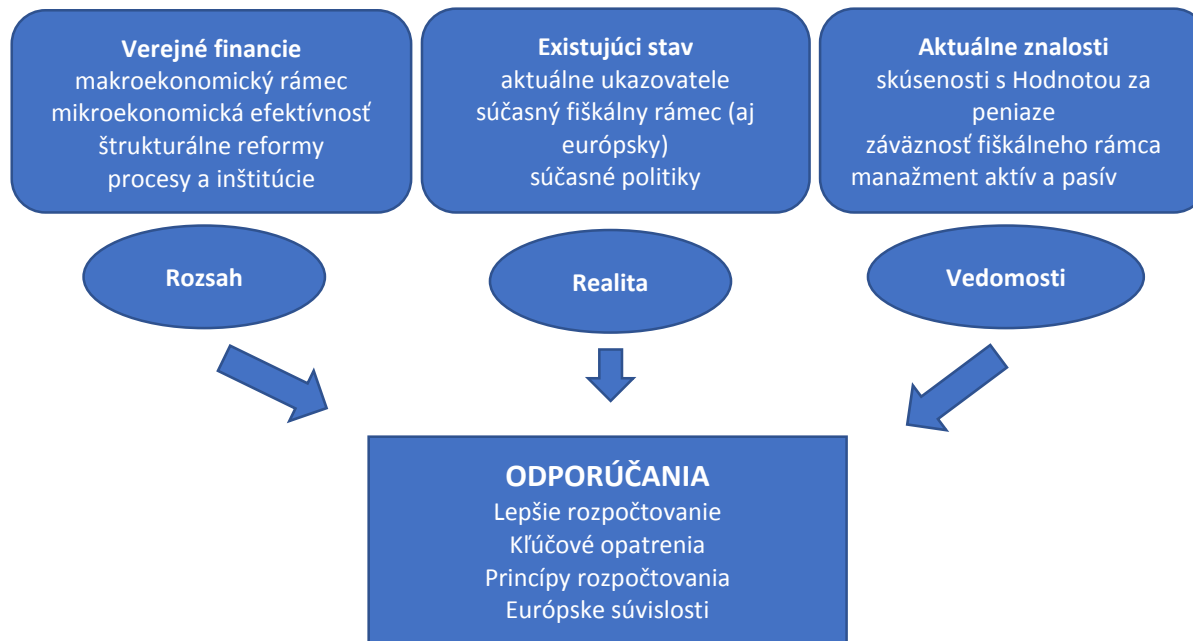 Verejné financie
makroekonomický rámec
mikroekonomická efektívnosť
štrukturálne reformy
procesy a inštitúcie
Existujúci stav
aktuálne ukazovatele
súčasný fiškálny rámec (aj
európsky)
súčasné politiky
Aktuálne znalosti
skúsenosti s Hodnotou za
peniaze
záväznosť fiškálneho rámca
manažment aktív a pasív
Rozsah
Realita
Vedomosti
ODPORÚČANIA
Lepšie rozpočtovanie
Kľúčové opatrenia
Princípy rozpočtovania
Európske súvislosti